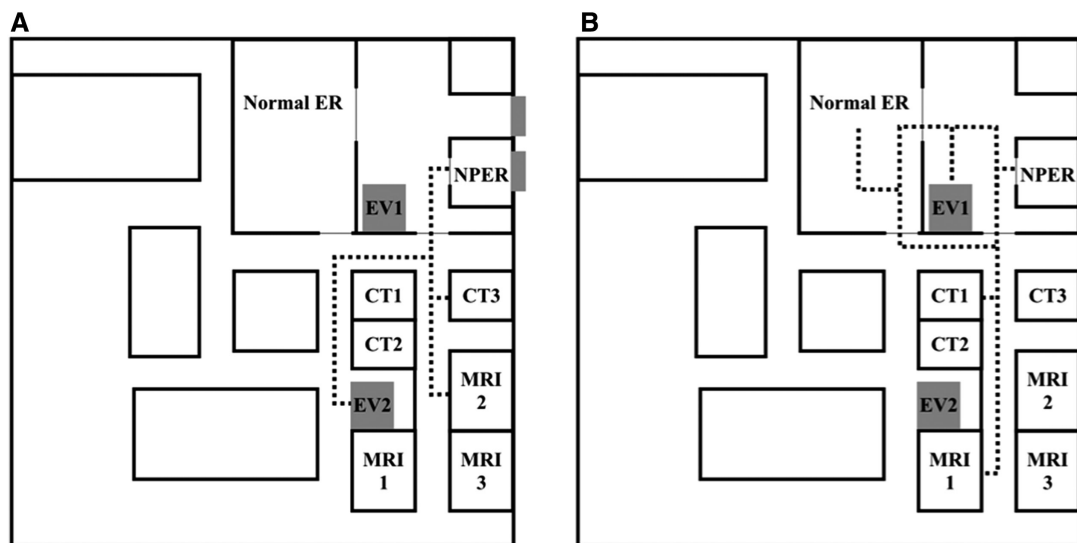 A
Normal ER
NPER
EV1
CT1
CT3
CT2
MRI
2
EV2
MRI
1
MRI
3
B
Normal ER
NPER
EV1
CT1
CT3
CT2
MRI
2
EV2
MRI
1
MRI
3